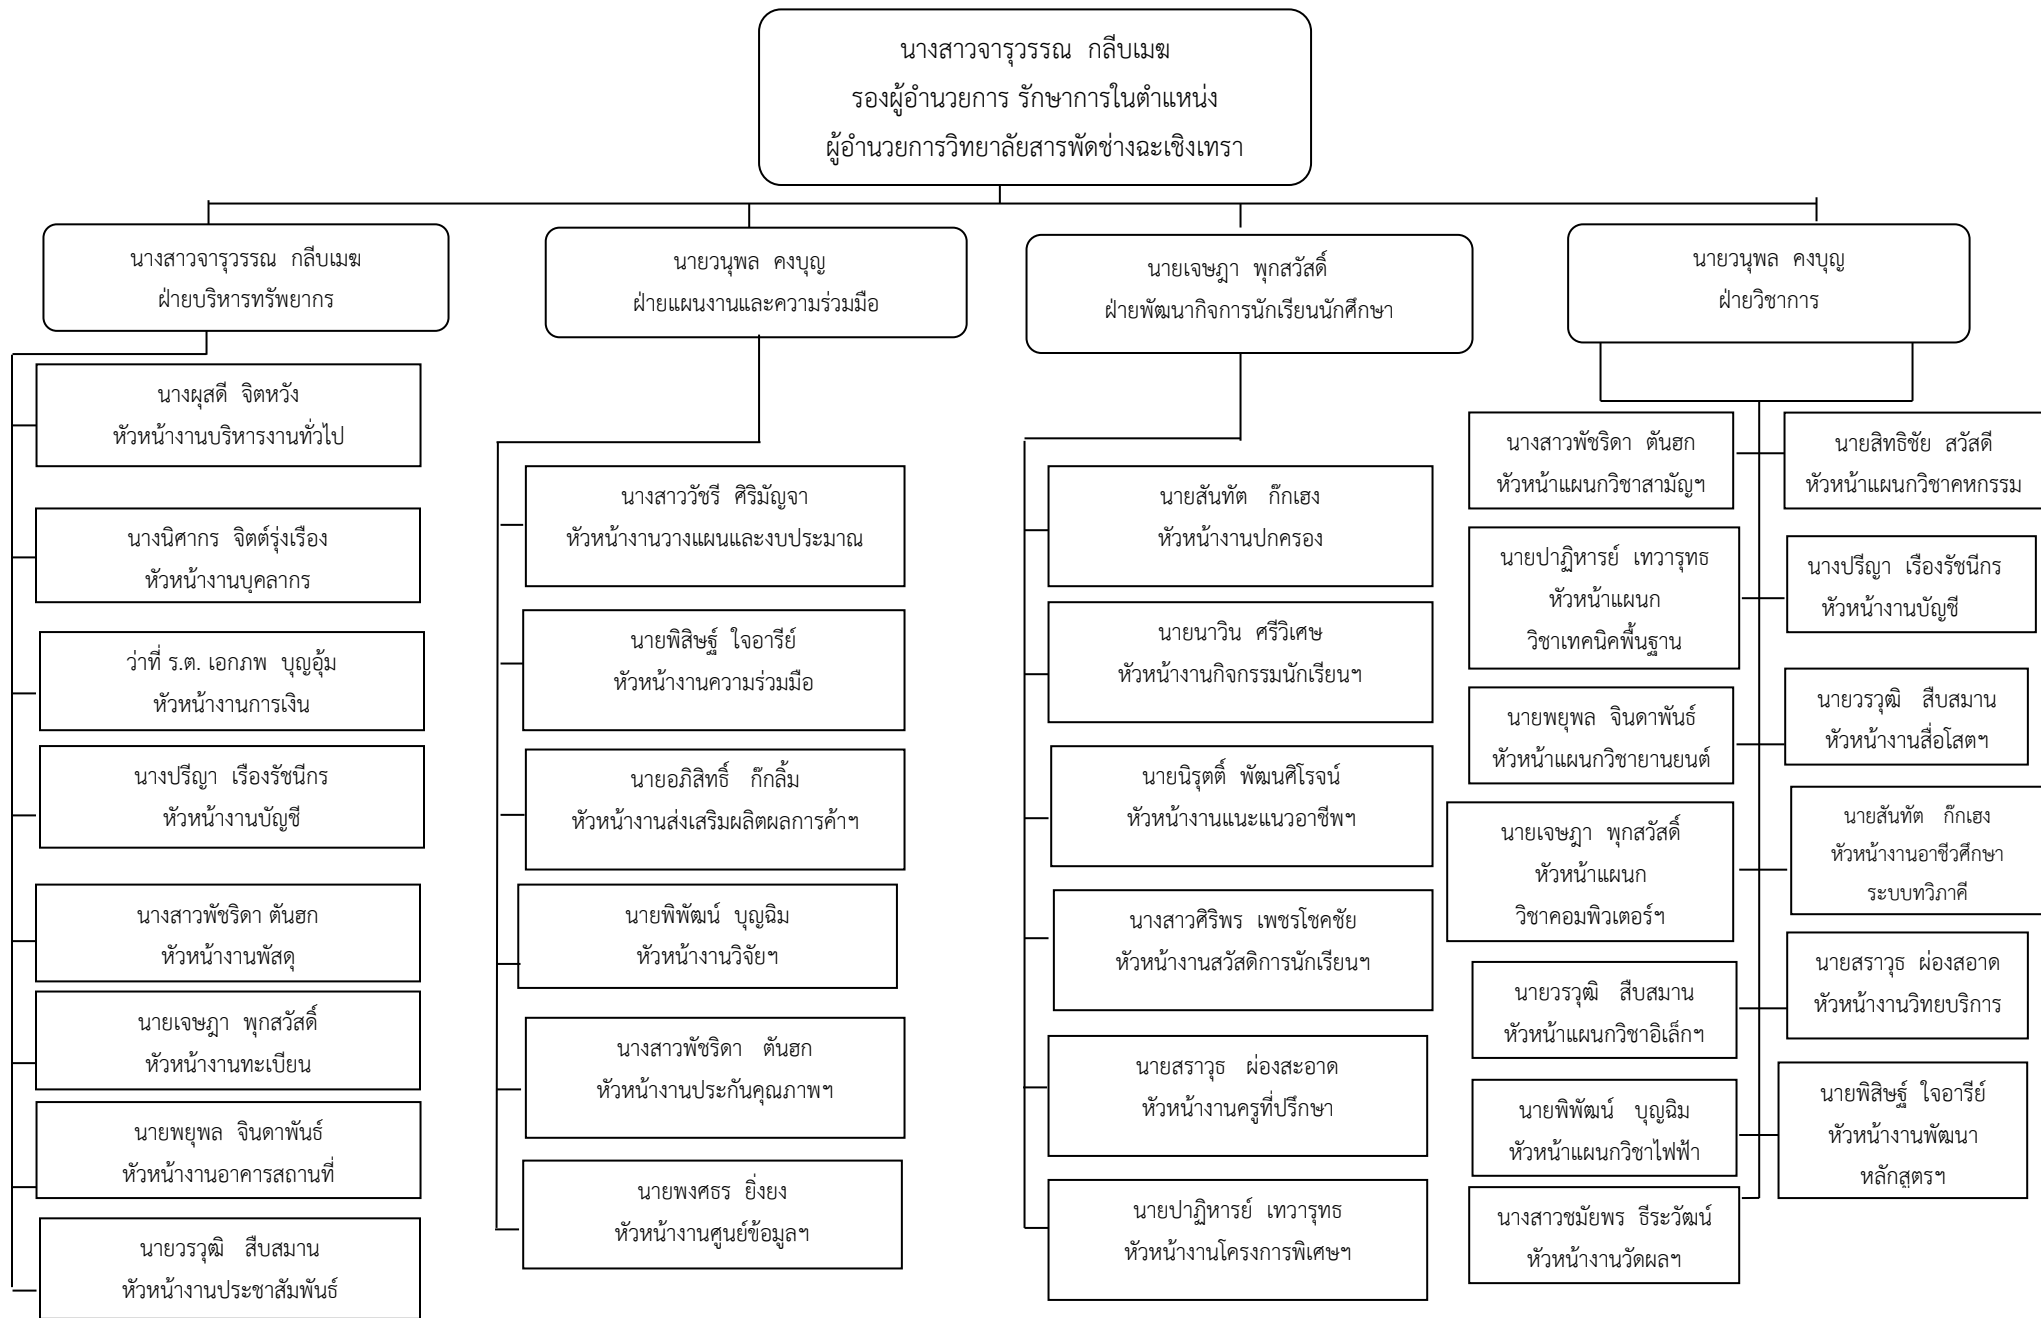 นางสาวจารุวรรณ กลีบเมฆ
รองผู้อำนวยการ รักษาการในตำแหน่ง
ผู้อำนวยการวิทยาลัยสารพัดช่างฉะเชิงเทรา
นางสาวจารุวรรณ กลีบเมฆ
ฝ่ายบริหารทรัพยากร
นางผุสดี จิตหวัง
หัวหน้างานบริหารงานทั่วไป
นางนิศากร จิตต์รุ่งเรือง
หัวหน้างานบุคลากร
ว่าที่ ร.ต. เอกภพ บุญอุ้ม
หัวหน้างานการเงิน
นางปรีญา เรืองรัชนีกร
หัวหน้างานบัญชี
นางสาวพัชริดา ตันฮก
หัวหน้างานพัสดุ
นายเจษฎา พุกสวัสดิ์
หัวหน้างานทะเบียน
นายพยุพล จินดาพันธ์
หัวหน้างานอาคารสถานที่
นายวรวุฒิ สืบสมาน
หัวหน้างานประชาสัมพันธ์
นายวนุพล คงบุญ
ฝ่ายแผนงานและความร่วมมือ
นางสาววัชรี ศิริมัญจา
หัวหน้างานวางแผนและงบประมาณ
นายพิสิษฐ์ ใจอารีย์
หัวหน้างานความร่วมมือ
นายอภิสิทธิ์ ก๊กลิ้ม
หัวหน้างานส่งเสริมผลิตผลการค้าฯ
นายพิพัฒน์ บุญฉิม
หัวหน้างานวิจัยฯ
นางสาวพัชริดา ตันฮก
หัวหน้างานประกันคุณภาพฯ
นายพงศธร ยิ่งยง
หัวหน้างานศูนย์ข้อมูลฯ
นายเจษฎา พุกสวัสดิ์
ฝ่ายพัฒนากิจการนักเรียนนักศึกษา
นายสันทัต ก๊กเฮง
หัวหน้างานปกครอง
นายนาวิน ศรีวิเศษ
หัวหน้างานกิจกรรมนักเรียนฯ
นายนิรุตติ์ พัฒนศิโรจน์
หัวหน้างานแนะแนวอาชีพฯ
นางสาวศิริพร เพชรโชคชัย
หัวหน้างานสวัสดิการนักเรียนฯ
นายสราวุธ ผ่องสะอาด
หัวหน้างานครูที่ปรึกษา
นายปาฏิหารย์ เทวารุทธ
หัวหน้างานโครงการพิเศษฯ
นายวนุพล คงบุญ
ฝ่ายวิชาการ
นางสาวพัชริดา ตันฮก
หัวหน้าแผนกวิชาสามัญฯ
นายปาฏิหารย์ เทวารุทธ
หัวหน้าแผนก
วิชาเทคนิคพื้นฐาน
นายพยุพล จินดาพันธ์
หัวหน้าแผนกวิชายานยนต์
นายเจษฎา พุกสวัสดิ์
หัวหน้าแผนก
วิชาคอมพิวเตอร์ฯ
นายวรวุฒิ สืบสมาน
หัวหน้าแผนกวิชาอิเล็กฯ
นายพิพัฒน์ บุญฉิม
หัวหน้าแผนกวิชาไฟฟ้า
นางสาวชมัยพร ธีระวัฒน์
หัวหน้างานวัดผลฯ
นายสิทธิชัย สวัสดี
หัวหน้าแผนกวิชาคหกรรม
นางปรีญา เรืองรัชนีกร
หัวหน้างานบัญชี
นายวรวุฒิ สืบสมาน
หัวหน้างานสื่อโสตฯ
นายสันทัต ก๊กเฮง
หัวหน้างานอาชีวศึกษา
ระบบทวิภาคี
นายสราวุธ ผ่องสอาด
หัวหน้างานวิทยบริการ
นายพิสิษฐ์ ใจอารีย์
หัวหน้างานพัฒนา
หลักสูตรฯ